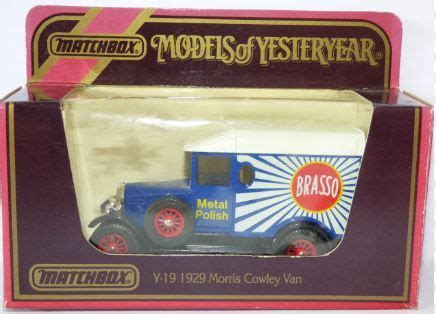 MATCHBOX MODELS of YESTERYEAR®
Metal
Polish
BRASSO
MATCHBOX Y-19 1929 Morris Cowley Van